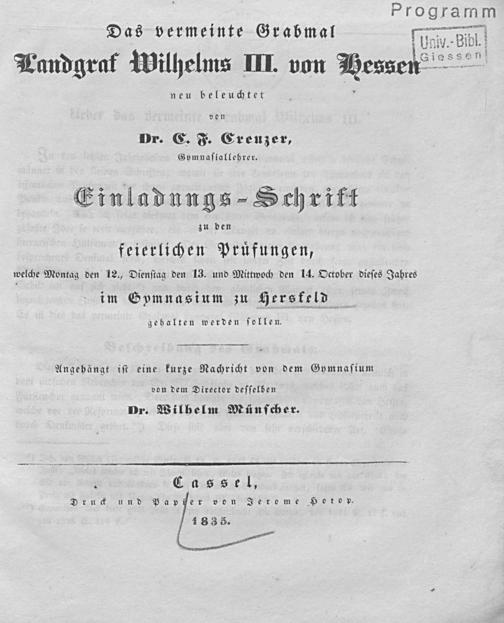 Programm
Univ.-Bibl.
Giessen
Das vermeinte Grabmal
Landgraf Wilhelms III. von Hessen
neu beleuchtet
von
Dr. C. F. Creuzer,
Gymnasiallehrer.
Einladungs-Schrift
zu den
feierlichen Prüfungen,
welche Montag den 12., Dienstag den 13. und Mittwoch den 14. October dieses Jahres
im Gymnasium zu Hersfeld
gehalten werden sollen.
Angehängt ist eine kurze Nachricht von dem Gymnasium
von dem Director desselben
Dr. Wilhelm Münscher.
Cassel,
Druck und Papier von Jerome Hotop.
1835.